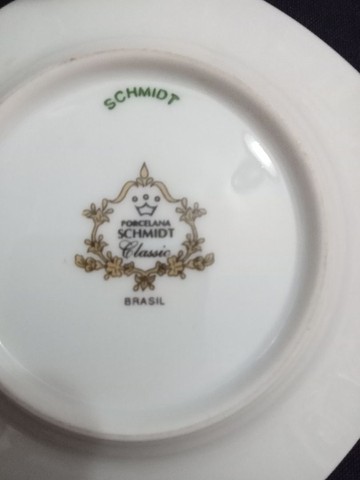 SCHMIDT
PORCELANA
SCHMIDT
Classic
BRASIL